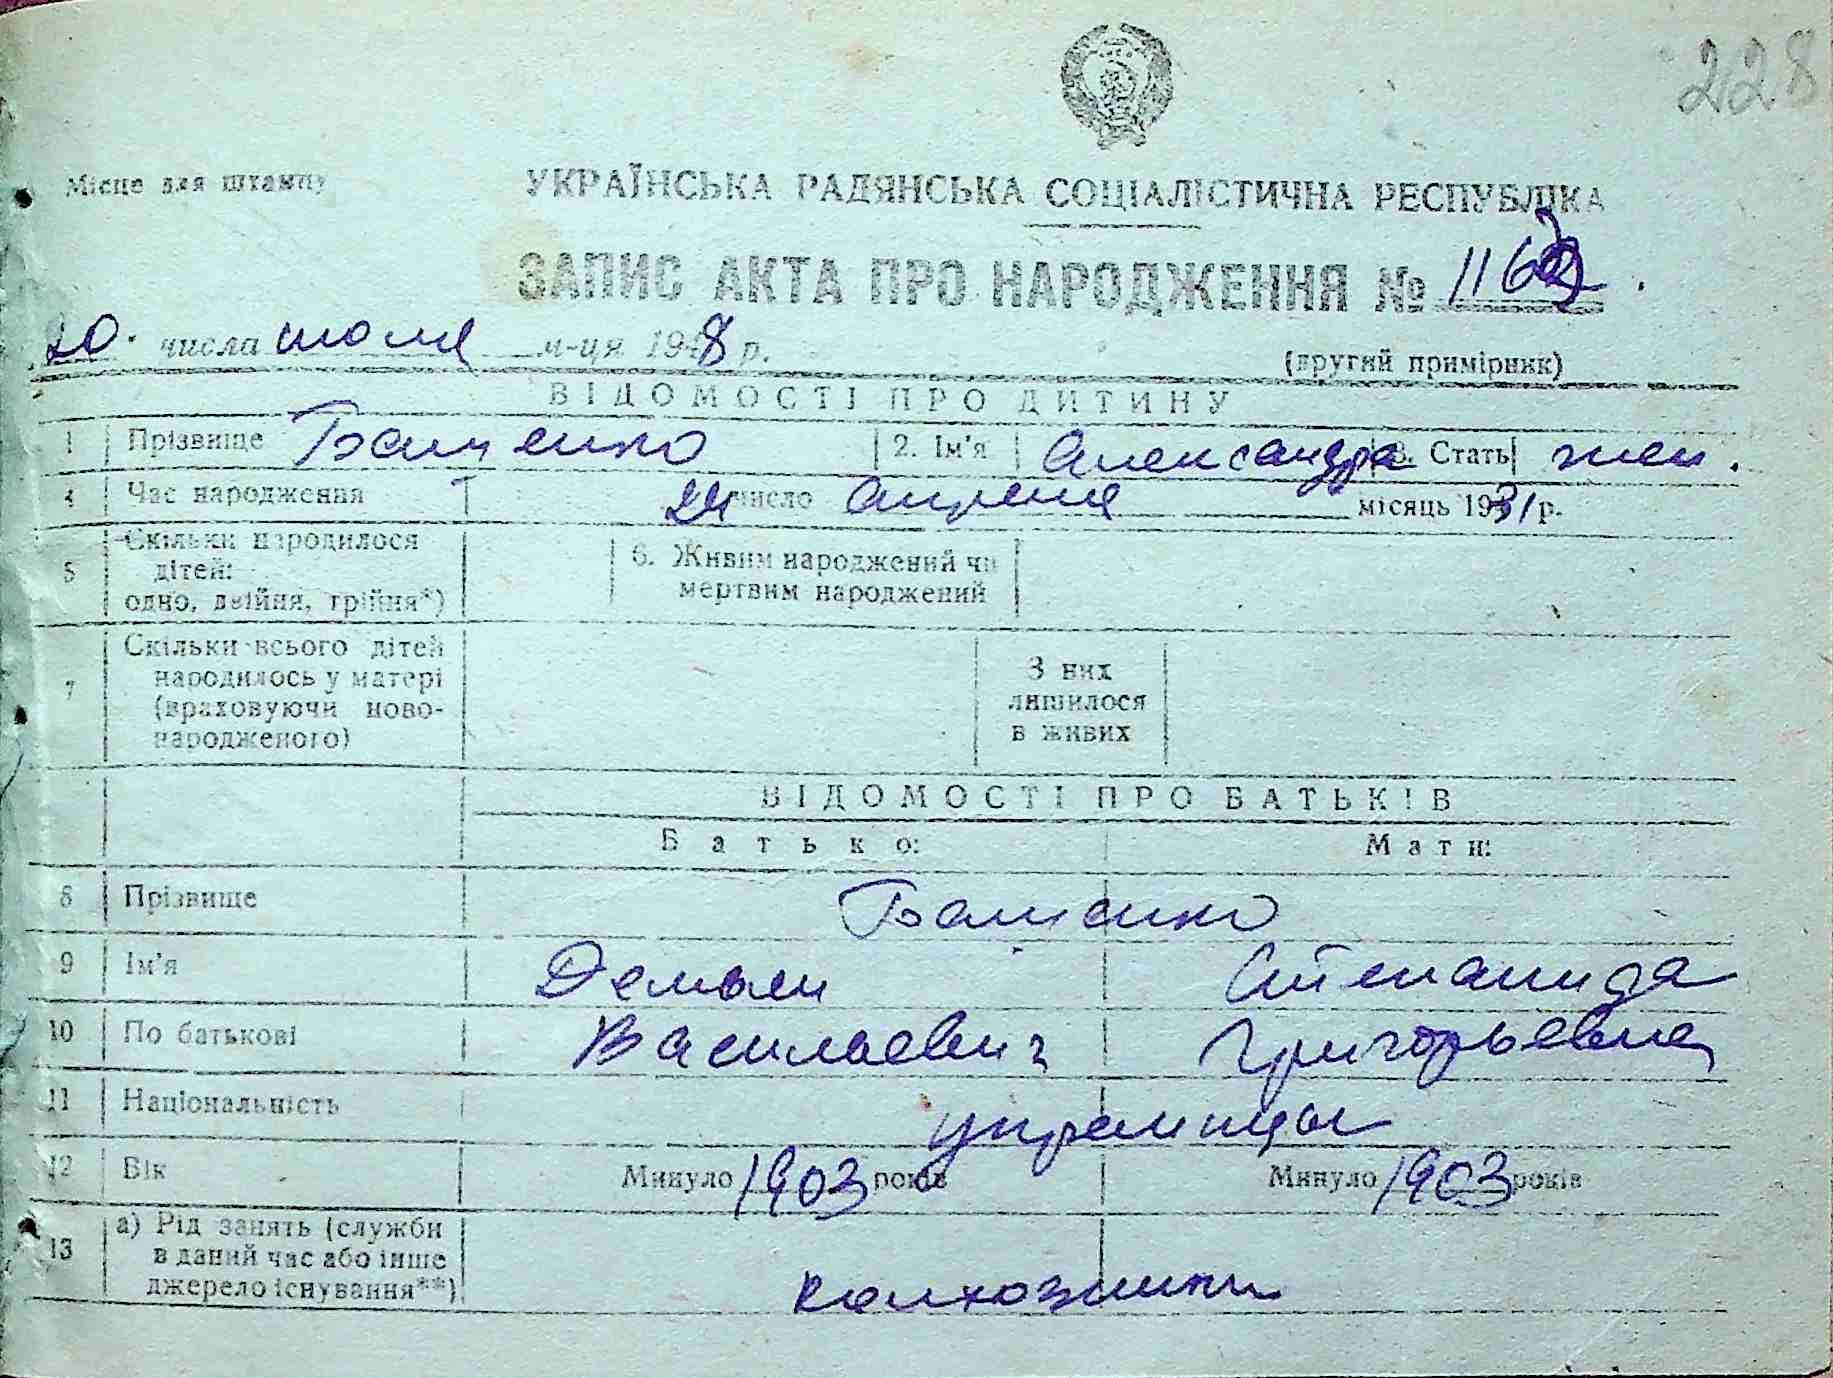 228
Місце для штампу
УКРАЇНСЬКА РАДЯНСЬКА СОЦІАЛІСТИЧНА РЕСПУБЛІКА
ЗАПИС АКТА ПРО НАРОДЖЕННЯ №
20. числа июля м-ця 1948 р.
(другий примірник)
ВІДОМОСТІ ПРО ДИТИНУ
1 Прізвище 2. Ім'я Александра 3. Стать жен.
4 Час народження 24 число апреля місяць 1931 р.
5 Скільки народилося дітей: одно, двійня, трійня*) 6. Живим народжений чи мертвим народжений
7 Скільки всього дітей народилось у матері (враховуючи новонародженого) З них лишилося в живих
ВІДОМОСТІ ПРО БАТЬКІВ
Батько: Мати:
8 Прізвище
9 Ім'я Демьян Степанида
10 По батькові Васильевич Григорьевна
11 Національність украинцы
12 Вік Минуло 1903 років Минуло 1903 років
13 а) Рід занять (служби в даний час або інше джерело існування**) колхозники